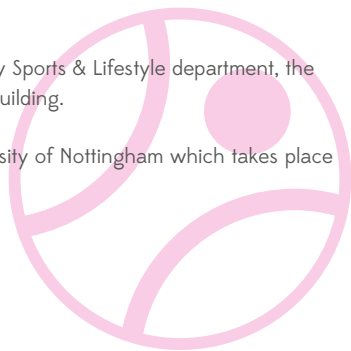 Sports & Lifestyle department, the
uilding.
sity of Nottingham which takes place